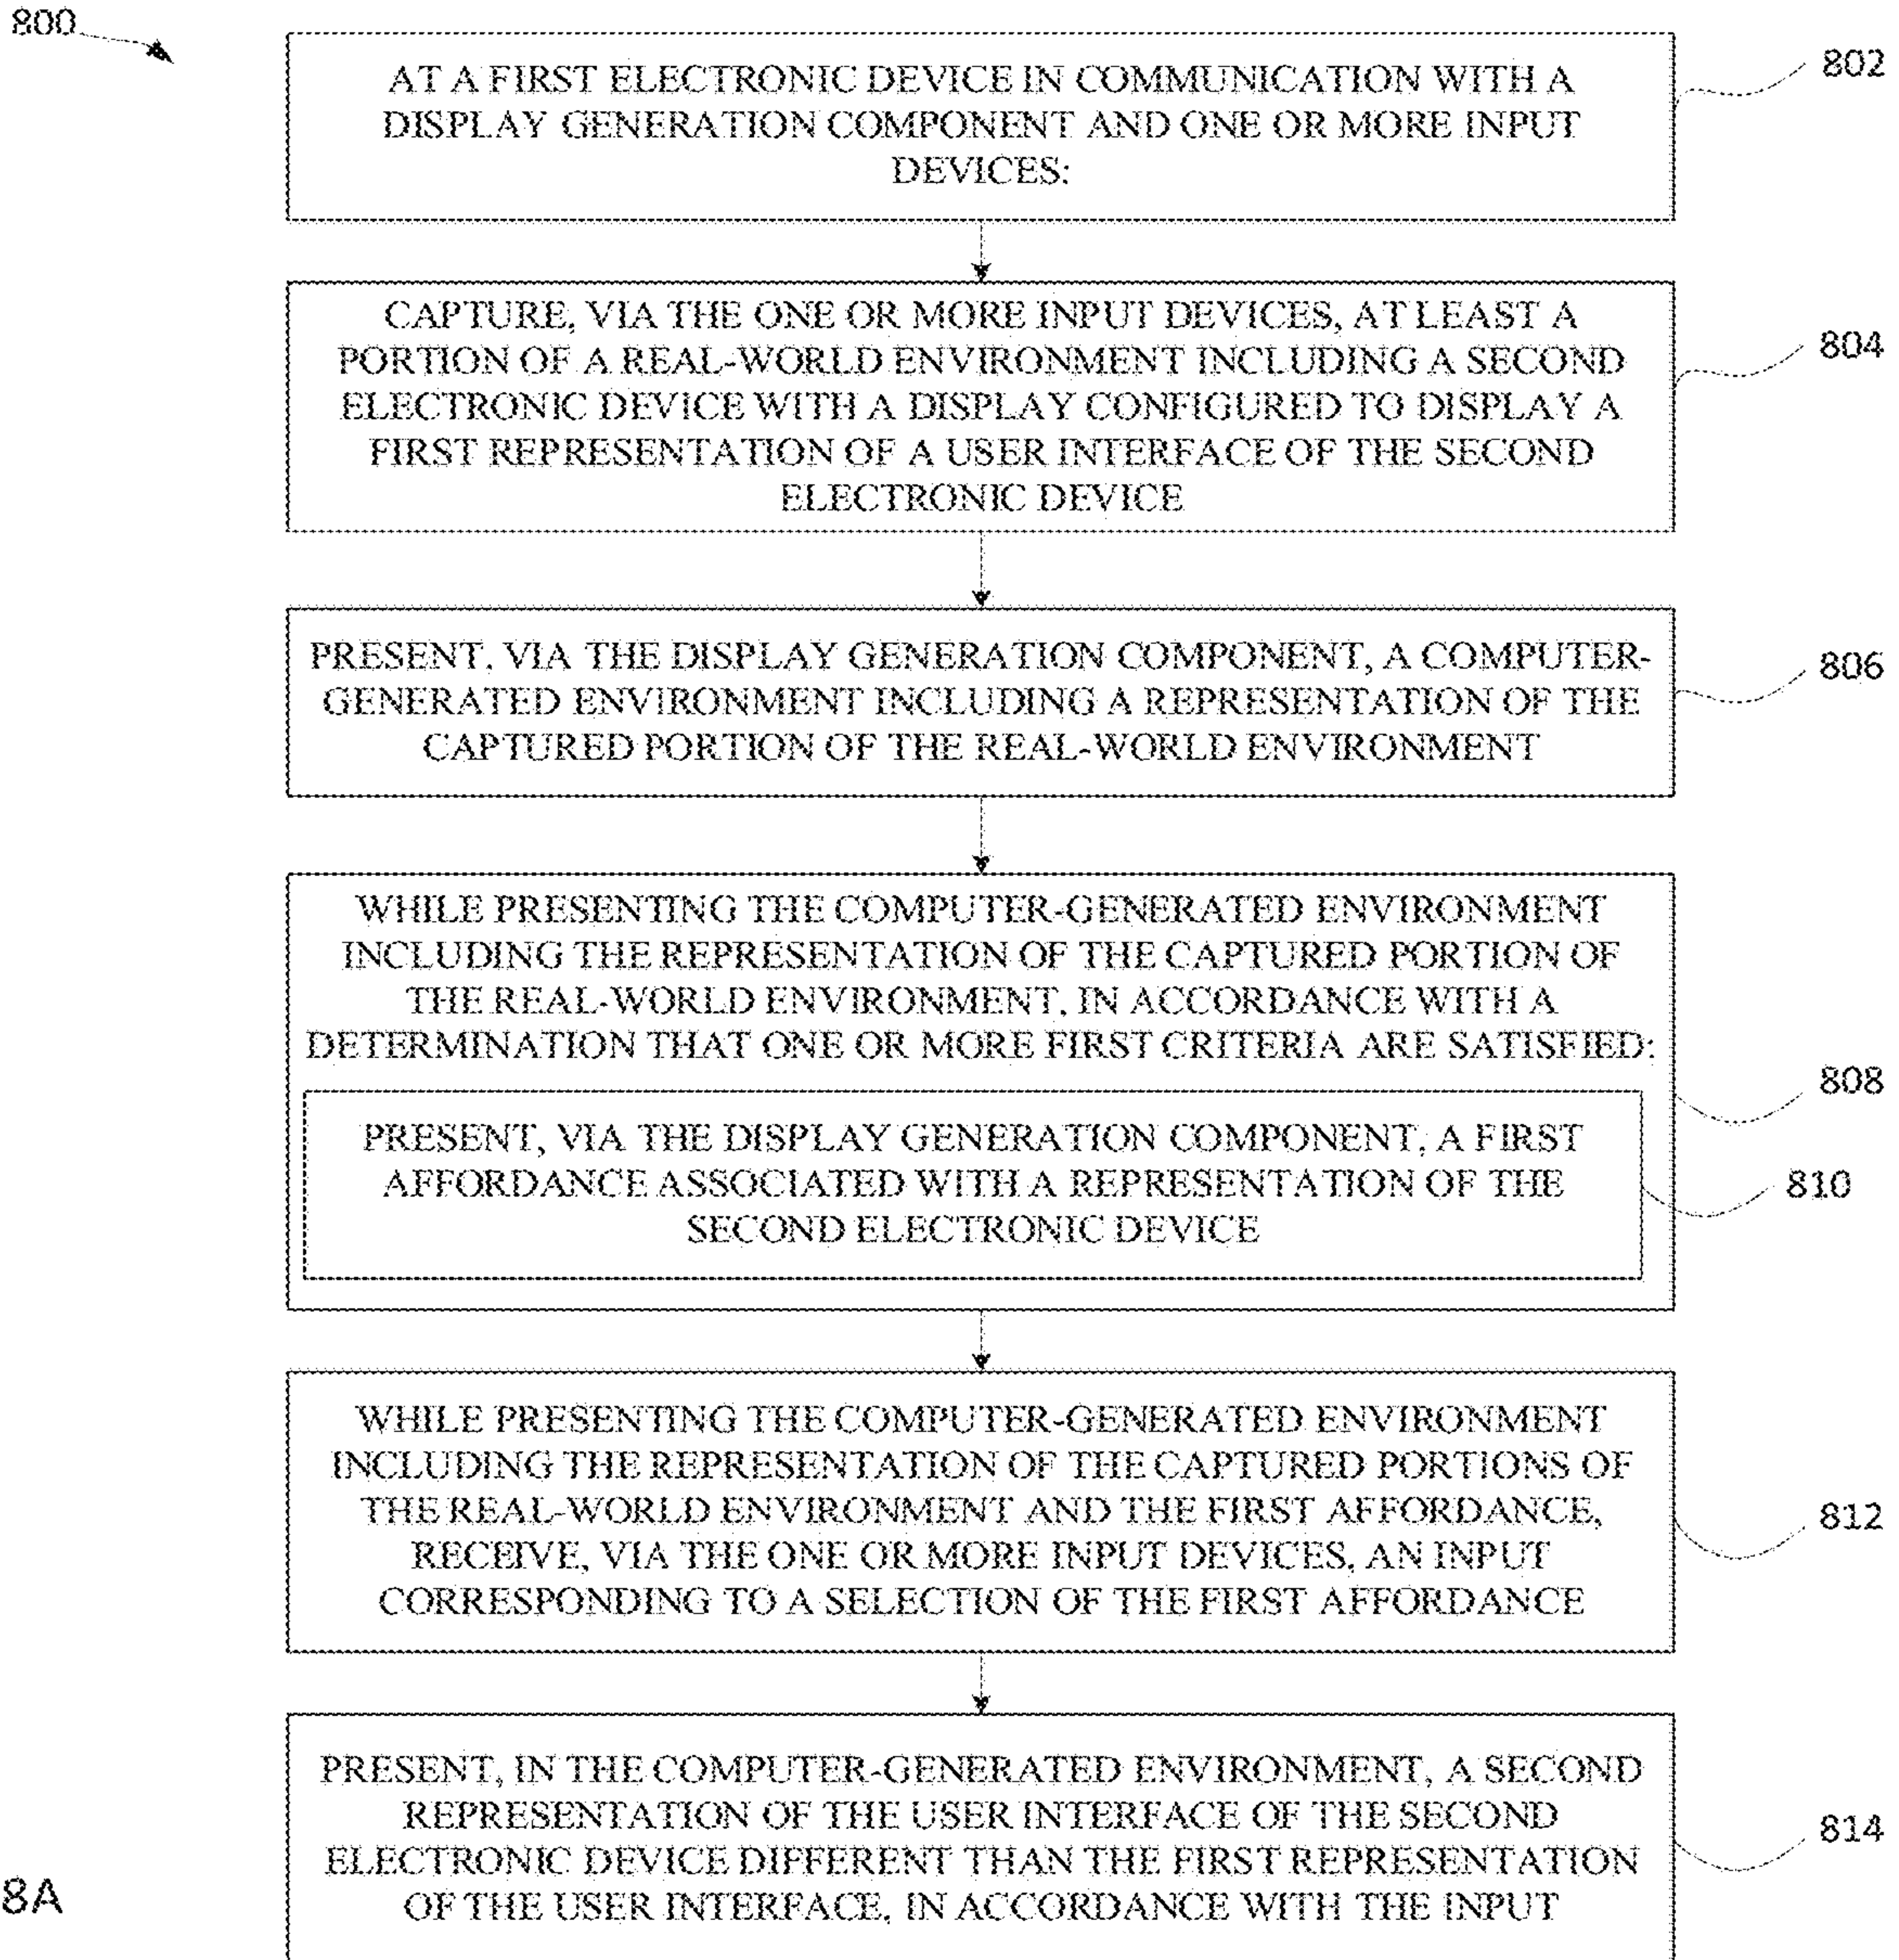 800
AT A FIRST ELECTRONIC DEVICE IN COMMUNICATION WITH A
DISPLAY GENERATION COMPONENT AND ONE OR MORE INPUT
DEVICES:
802
CAPTURE, VIA THE ONE OR MORE INPUT DEVICES, AT LEAST A
PORTION OF A REAL-WORLD ENVIRONMENT INCLUDING A SECOND
ELECTRONIC DEVICE WITH A DISPLAY CONFIGURED TO DISPLAY A
FIRST REPRESENTATION OF A USER INTERFACE OF THE SECOND
ELECTRONIC DEVICE
804
PRESENT, VIA THE DISPLAY GENERATION COMPONENT, A COMPUTER-
GENERATED ENVIRONMENT INCLUDING A REPRESENTATION OF THE
CAPTURED PORTION OF THE REAL-WORLD ENVIRONMENT
806
WHILE PRESENTING THE COMPUTER-GENERATED ENVIRONMENT
INCLUDING THE REPRESENTATION OF THE CAPTURED PORTION OF
THE REAL-WORLD ENVIRONMENT, IN ACCORDANCE WITH A
DETERMINATION THAT ONE OR MORE FIRST CRITERIA ARE SATISFIED:
808
PRESENT, VIA THE DISPLAY GENERATION COMPONENT, A FIRST
AFFORDANCE ASSOCIATED WITH A REPRESENTATION OF THE
SECOND ELECTRONIC DEVICE
810
WHILE PRESENTING THE COMPUTER-GENERATED ENVIRONMENT
INCLUDING THE REPRESENTATION OF THE CAPTURED PORTIONS OF
THE REAL-WORLD ENVIRONMENT AND THE FIRST AFFORDANCE,
RECEIVE, VIA THE ONE OR MORE INPUT DEVICES, AN INPUT
CORRESPONDING TO A SELECTION OF THE FIRST AFFORDANCE
812
PRESENT, IN THE COMPUTER-GENERATED ENVIRONMENT, A SECOND
REPRESENTATION OF THE USER INTERFACE OF THE SECOND
ELECTRONIC DEVICE DIFFERENT THAN THE FIRST REPRESENTATION
OF THE USER INTERFACE, IN ACCORDANCE WITH THE INPUT
814
8A